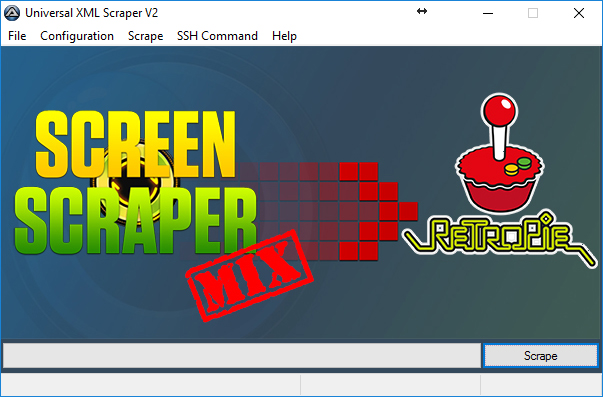 Universal XML Scraper V2
File Configuration Scrape SSH Command Help
SCREEN
SCRAPER
MIX
RETROPIE
Scrape